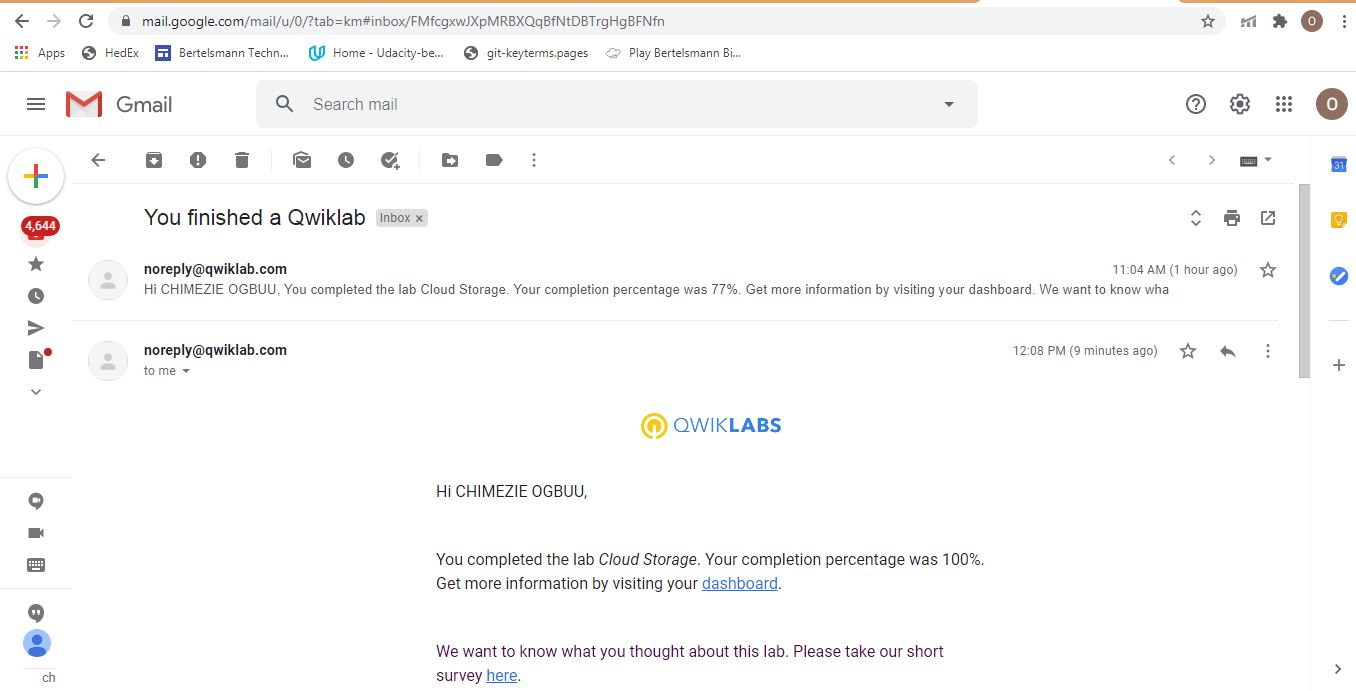 mail.google.com/mail/u/0/?tab=km#inbox/FMfcgxwJXpMRBXQqBfNtDBTrgHgBFNfn
O
Apps HedEx Bertelsmann Techn... Home - Udacity-be... git-keyterms.pages Play Bertelsmann Bi...
Gmail Search mail O
31
4,644
You finished a Qwiklab Inbox ×
noreply@qwiklab.com 11:04 AM (1 hour ago)
Hi CHIMEZIE OGBUU, You completed the lab Cloud Storage. Your completion percentage was 77%. Get more information by visiting your dashboard. We want to know wha
noreply@qwiklab.com 12:08 PM (9 minutes ago)
to me
QWIKLABS
Hi CHIMEZIE OGBUU,
You completed the lab Cloud Storage. Your completion percentage was 100%.
Get more information by visiting your dashboard.
We want to know what you thought about this lab. Please take our short
survey here.
ch